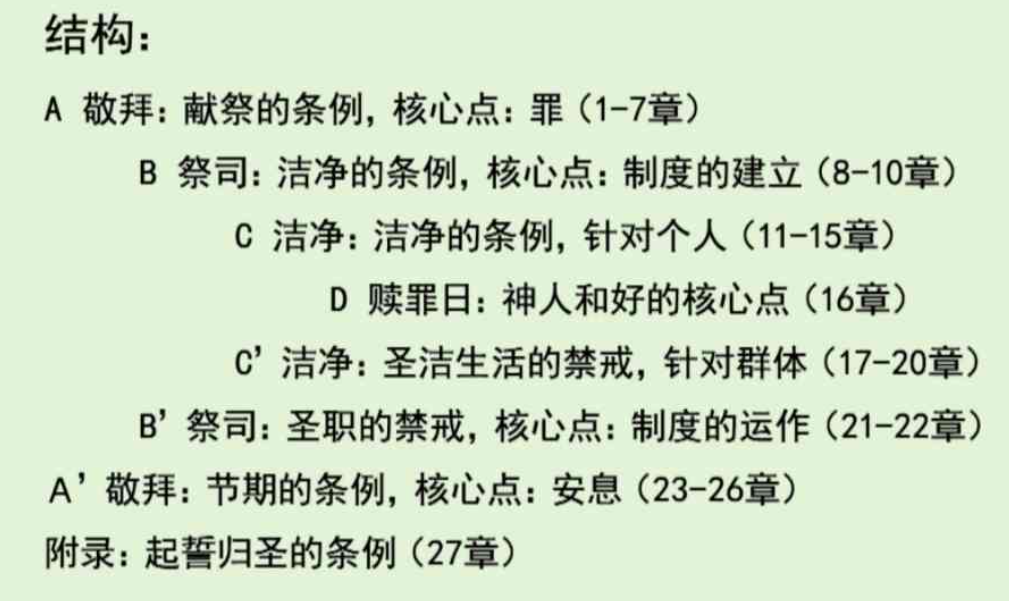 结构：
A 敬拜：献祭的条例，核心点：罪（1-7章）
B 祭司：洁净的条例，核心点：制度的建立（8-10章）
C 洁净：洁净的条例，针对个人（11-15章）
D 赎罪日：神人和好的核心点（16章）
C’ 洁净：圣洁生活的禁戒，针对群体（17-20章）
B’ 祭司：圣职的禁戒，核心点：制度的运作（21-22章）
A’ 敬拜：节期的条例，核心点：安息（23-26章）
附录：起誓归圣的条例（27章）